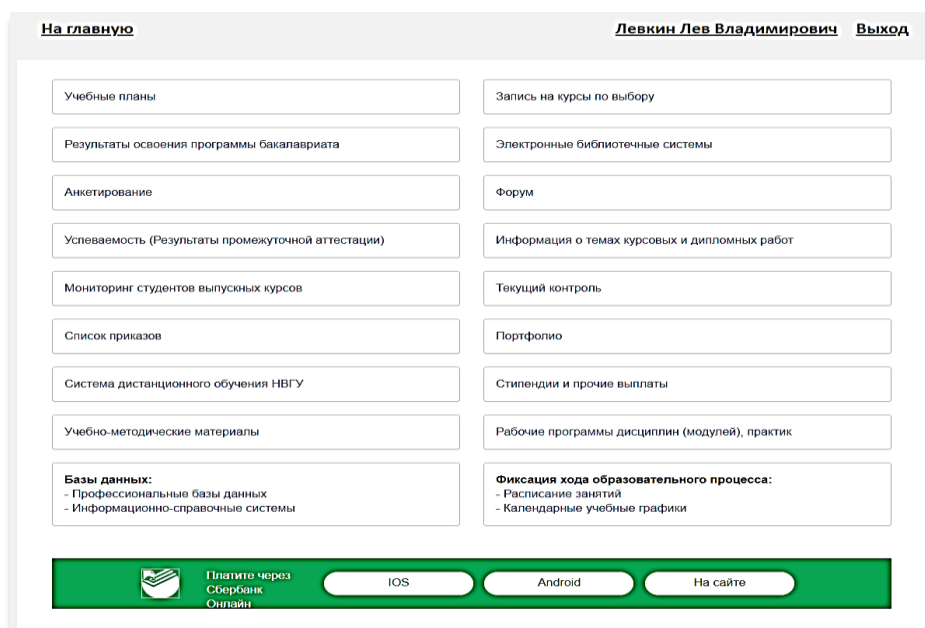 На главную
Левкин Лев Владимирович
Выход
Учебные планы
Запись на курсы по выбору
Результаты освоения программы бакалавриата
Электронные библиотечные системы
Анкетирование
Форум
Успеваемость (Результаты промежуточной аттестации)
Информация о темах курсовых и дипломных работ
Мониторинг студентов выпускных курсов
Текущий контроль
Список приказов
Портфолио
Система дистанционного обучения НВГУ
Стипендии и прочие выплаты
Учебно-методические материалы
Рабочие программы дисциплин (модулей), практик
Базы данных:
- Профессиональные базы данных
- Информационно-справочные системы
Фиксация хода образовательного процесса:
- Расписание занятий
- Календарные учебные графики
Платите через
Сбербанк
Онлайн
IOS
Android
На сайте